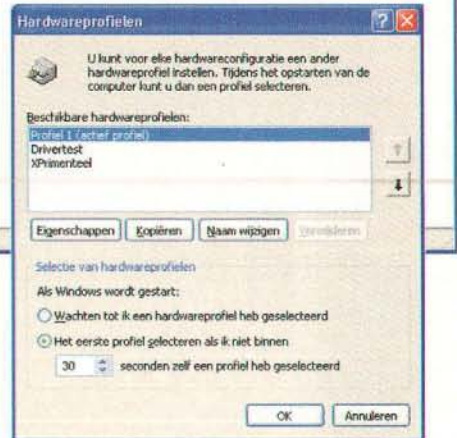 Hardwareprofielen
U kunt voor elke hardwareconfiguratie een ander
hardwareprofiel instellen. Tijdens het opstarten van de
computer kunt u dan een profiel selecteren.
Beschikbare hardwareprofielen:
Profiel 1 (actief profiel)
Drivertest
XPrimenteel
Eigenschappen Kopiëren Naam wijzigen Verwijderen
Selectie van hardwareprofielen
Als Windows wordt gestart:
Wachten tot ik een hardwareprofiel heb geselecteerd
Het eerste profiel selecteren als ik niet binnen
30 seconden zelf een profiel heb geselecteerd
OK Annuleren